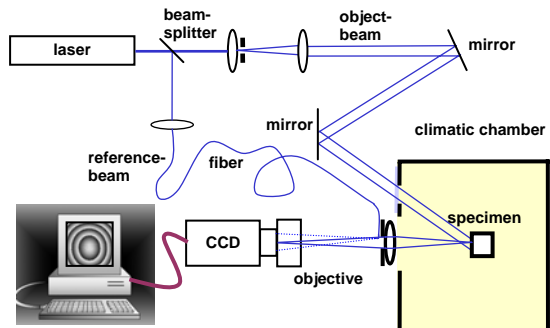 laser
beam-
splitter
object-
beam
mirror
mirror
climatic chamber
reference-
beam
fiber
specimen
CCD
objective